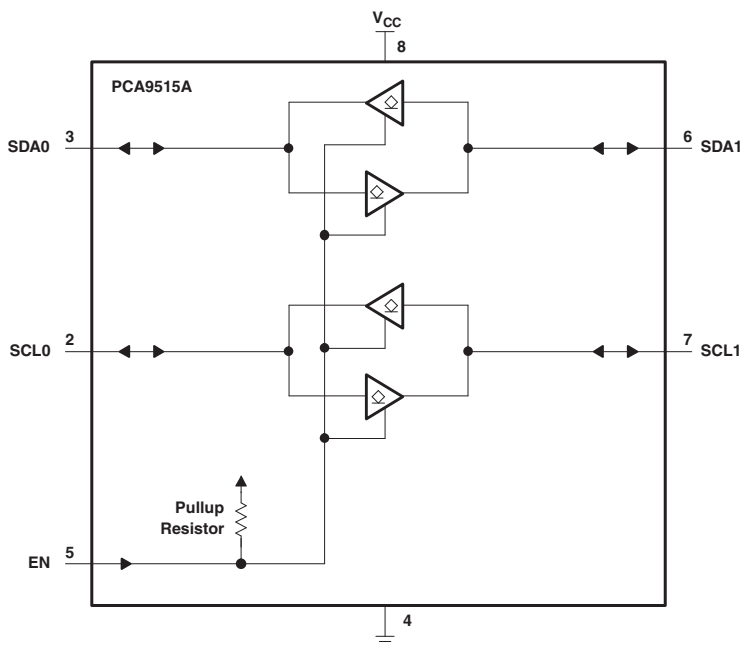 VCC
8
PCA9515A
SDA0 3
6 SDA1
SCL0 2
7 SCL1
Pullup
Resistor
EN 5
4